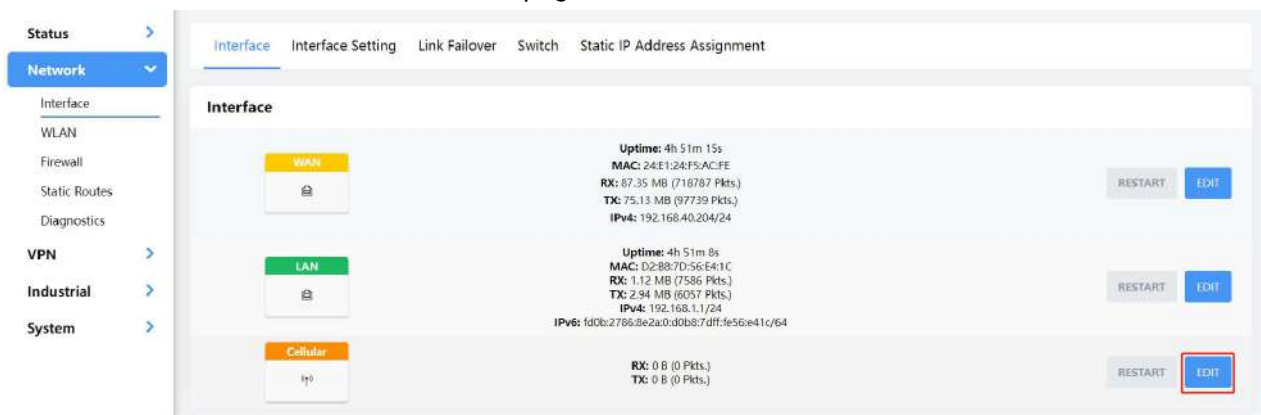 Status
Network
Interface
WLAN
Firewall
Static Routes
Diagnostics
VPN
Industrial
System
Interface Interface Setting Link Failover Switch Static IP Address Assignment
Interface
WAN
Uptime: 4h 51m 15s
MAC: 24:E1:24:F5:AC:FE
RX: 87.35 MB (718787 Pkts.)
TX: 75.13 MB (97739 Pkts.)
IPv4: 192.168.40.204/24
RESTART EDIT
LAN
Uptime: 4h 51m 8s
MAC: D2:B8:7D:56:E4:1C
RX: 1.12 MB (7586 Pkts.)
TX: 2.94 MB (6057 Pkts.)
IPv4: 192.168.1.1/24
IPv6: fd0b:2786:8e2a:0:d0b8:7dff:fe56:e41c/64
RESTART EDIT
Cellular
RX: 0 B (0 Pkts.)
TX: 0 B (0 Pkts.)
RESTART EDIT